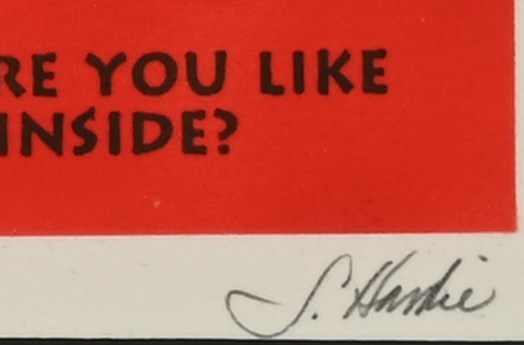 RE YOU LIKE
INSIDE?
S. Hardie